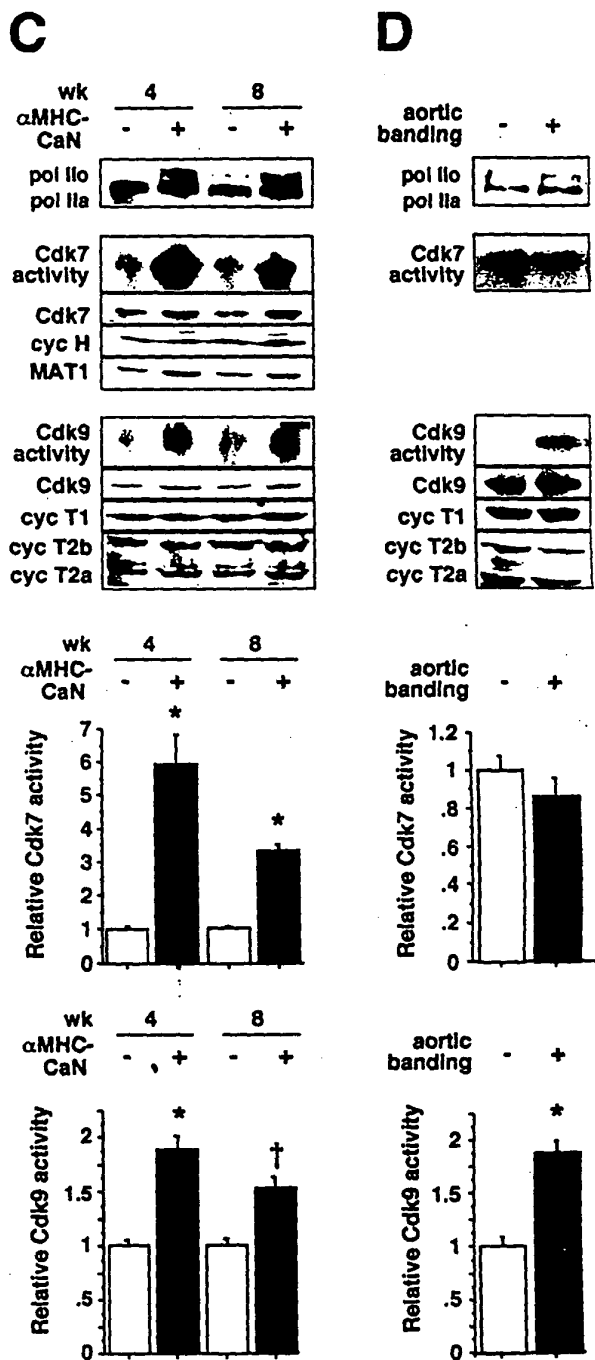 C
wk 4 8
αMHC-CaN - + - +
pol IIo
pol IIa
Cdk7 activity
Cdk7
cyc H
MAT1
Cdk9 activity
Cdk9
cyc T1
cyc T2b
cyc T2a
wk 4 8
αMHC-CaN - + - +
Relative Cdk7 activity
7
6
5
4
3
2
1
0
*
*
wk 4 8
αMHC-CaN - + - +
Relative Cdk9 activity
2
1.5
1
.5
0
*
†
D
aortic banding - +
pol IIo
pol IIa
Cdk7 activity
Cdk9 activity
Cdk9
cyc T1
cyc T2b
cyc T2a
aortic banding - +
Relative Cdk7 activity
1.2
1
.8
.6
.4
.2
0
aortic banding - +
Relative Cdk9 activity
2
1.5
1
.5
0
*